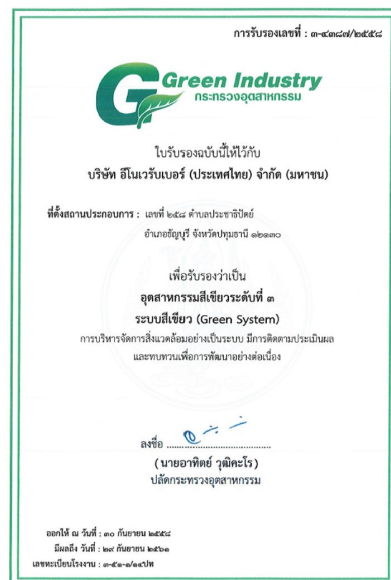 การรับรองเลขที่ : ๓-๔๓๘๗/๒๕๕๘
Green Industry
กระทรวงอุตสาหกรรม
ใบรับรองฉบับนี้ให้ไว้กับ
บริษัท อีโนเวรับเบอร์ (ประเทศไทย) จำกัด (มหาชน)
ที่ตั้งสถานประกอบการ : เลขที่ ๒๕๘ ตำบลประชาธิปัตย์
อำเภอธัญบุรี จังหวัดปทุมธานี ๑๒๑๓๐
เพื่อรับรองว่าเป็น
อุตสาหกรรมสีเขียวระดับที่ ๓
ระบบสีเขียว (Green System)
การบริหารจัดการสิ่งแวดล้อมอย่างเป็นระบบ มีการติดตามประเมินผล
และทบทวนเพื่อการพัฒนาอย่างต่อเนื่อง
ลงชื่อ
(นายอาทิตย์ วุฒิคะโร)
ปลัดกระทรวงอุตสาหกรรม
ออกให้ ณ วันที่ : ๓๐ กันยายน ๒๕๕๘
มีผลถึง วันที่ : ๒๙ กันยายน ๒๕๖๑
เลขทะเบียนโรงงาน :